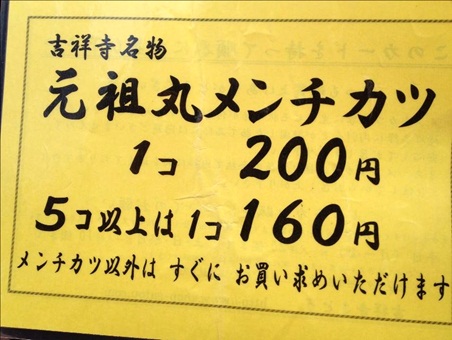 吉祥寺名物
元祖丸メンチカツ
1コ 200円
5コ以上は 1コ 160円
メンチカツ以外は すぐに お買い求めいただけます